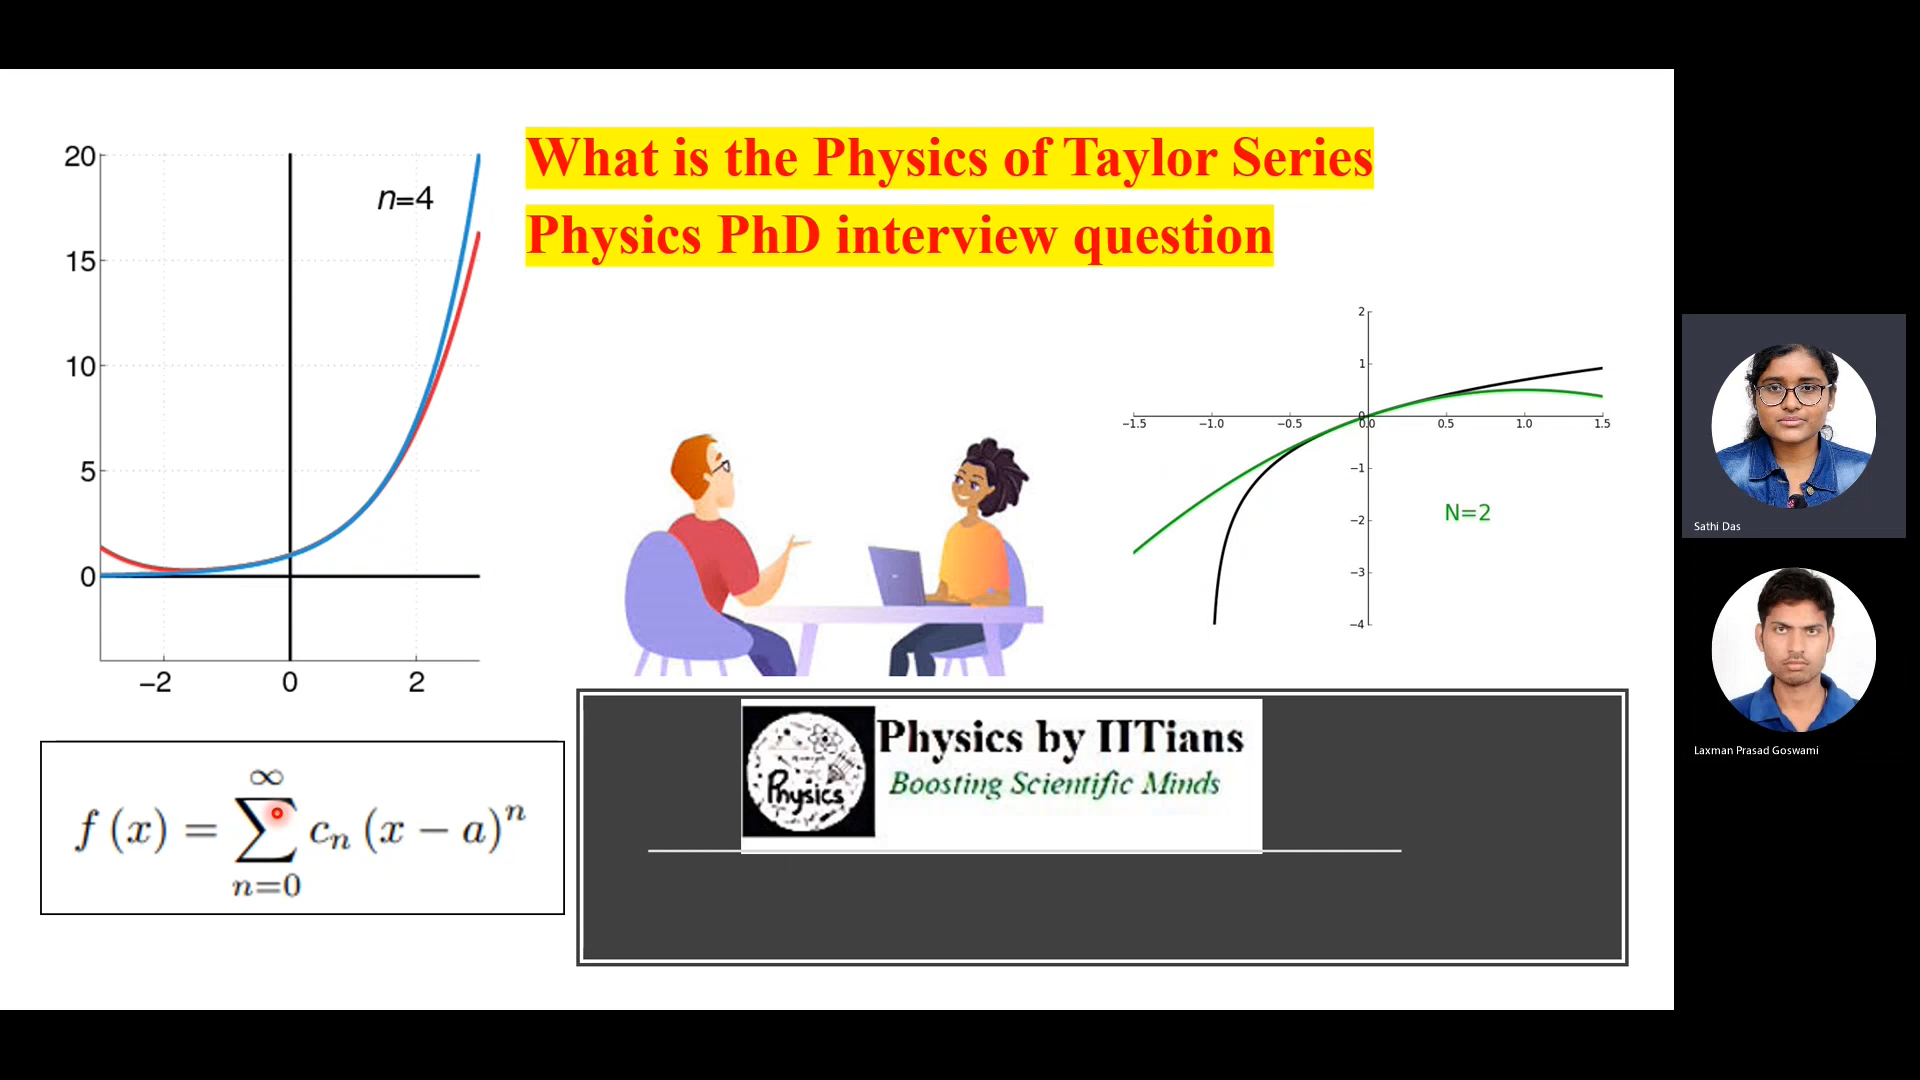 What is the Physics of Taylor Series
Physics PhD interview question
20
15
10
5
0
−2
0
2
n=4
2
1
0
−1
−2
−3
−4
−1.5
−1.0
−0.5
0.0
0.5
1.0
1.5
N=2
f (x) = ∑ n=0 ∞ cₙ (x − a)ⁿ
Physics
Physics by IITians
Boosting Scientific Minds
Sathi Das
Laxman Prasad Goswami